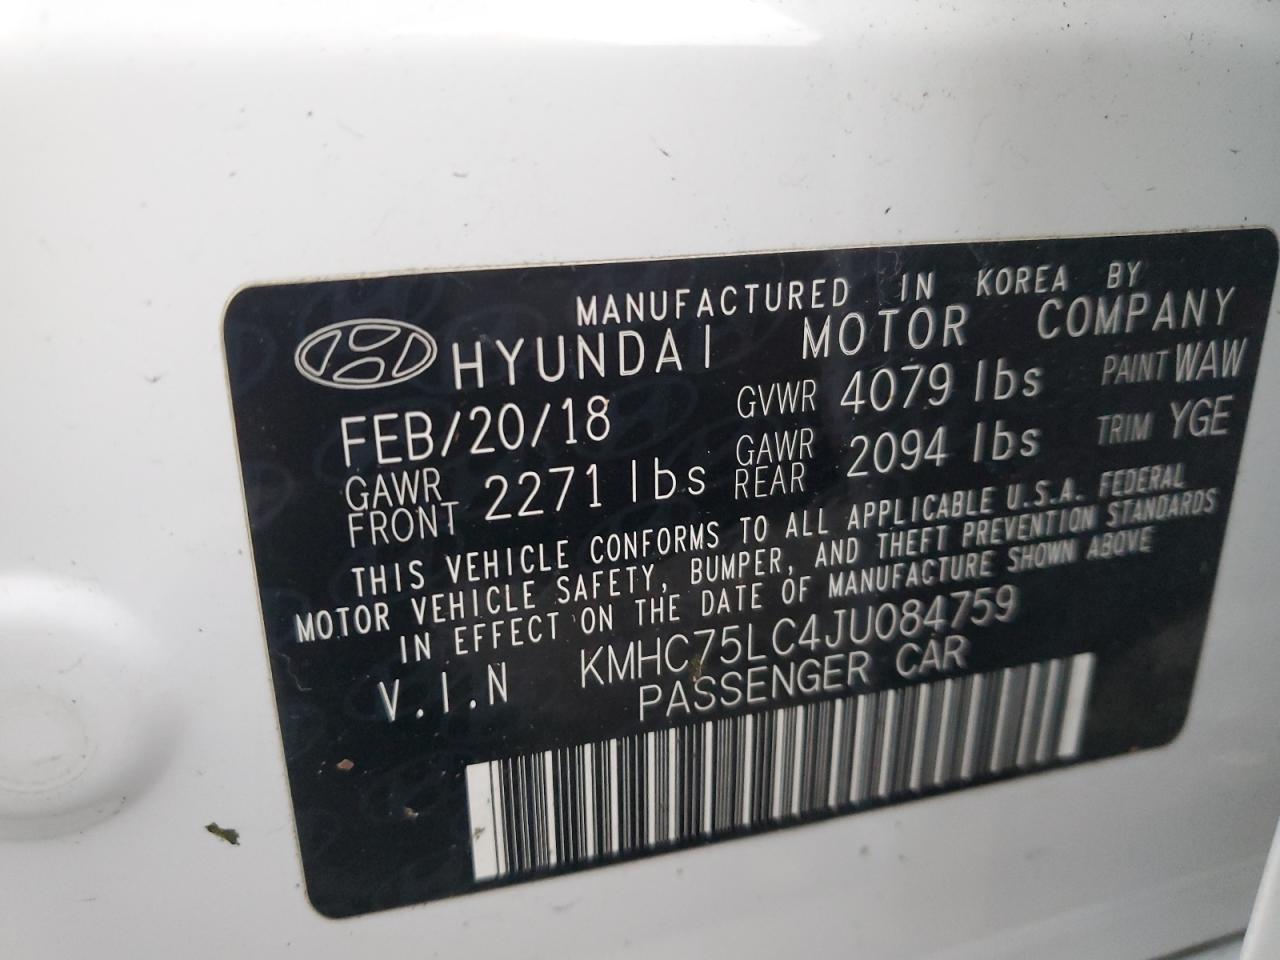 MANUFACTURED IN KOREA BY
HYUNDAI MOTOR COMPANY
FEB/20/18 GVWR 4079 lbs PAINT WAW
GAWR FRONT 2271 lbs GAWR REAR 2094 lbs TRIM YGE
THIS VEHICLE CONFORMS TO ALL APPLICABLE U.S.A. FEDERAL
MOTOR VEHICLE SAFETY, BUMPER, AND THEFT PREVENTION STANDARDS
IN EFFECT ON THE DATE OF MANUFACTURE SHOWN ABOVE
V.I.N KMHC75LC4JU084759
PASSENGER CAR